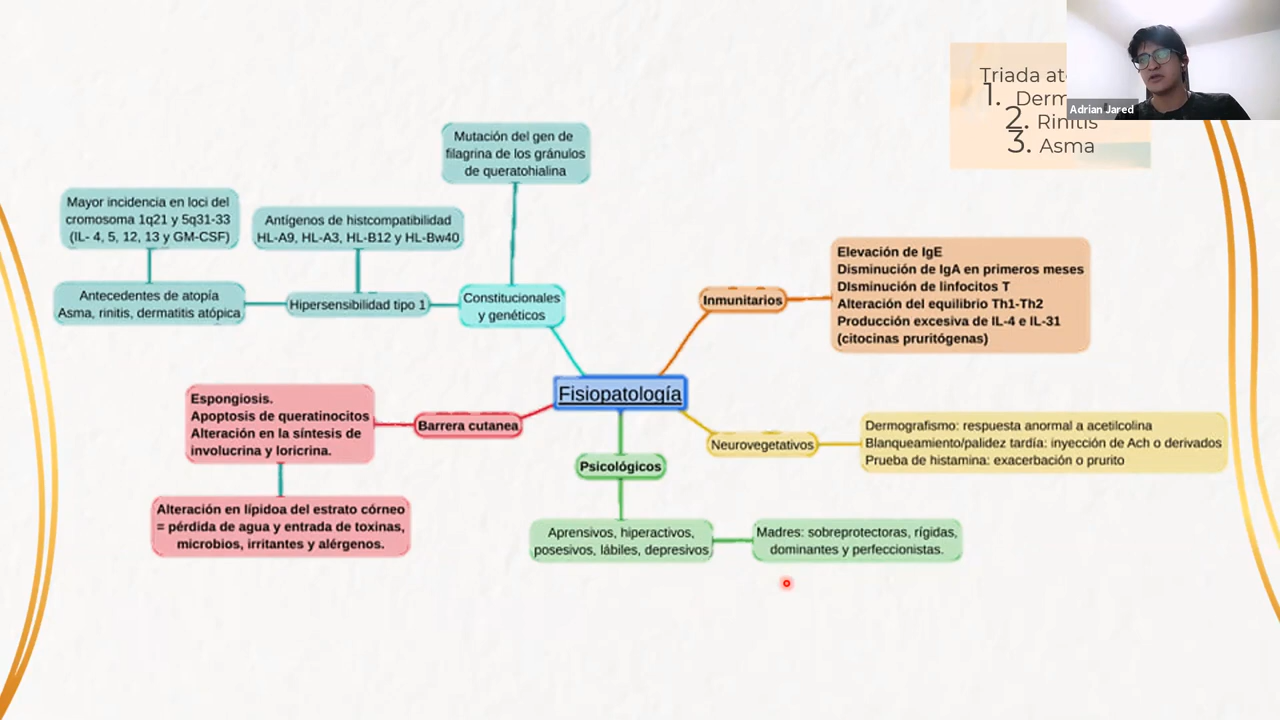 Triada
1. Derm
2. Rinitis
3. Asma
Adrian Jared
Mutación del gen de
filagrina de los gránulos
de queratohialina
Mayor incidencia en loci del
cromosoma 1q21 y 5q31-33
(IL- 4, 5, 12, 13 y GM-CSF)
Antígenos de histcompatibilidad
HL-A9, HL-A3, HL-B12 y HL-Bw40
Antecedentes de atopía
Asma, rinitis, dermatitis atópica
Hipersensibilidad tipo 1
Constitucionales
y genéticos
Inmunitarios
Elevación de IgE
Disminución de IgA en primeros meses
DIsminución de linfocitos T
Alteración del equilibrio Th1-Th2
Producción excesiva de IL-4 e IL-31
(citocinas pruritógenas)
Fisiopatología
Espongiosis.
Apoptosis de queratinocitos
Alteración en la síntesis de
involucrina y loricrina.
Barrera cutanea
Alteración en lípidoa del estrato córneo
= pérdida de agua y entrada de toxinas,
microbios, irritantes y alérgenos.
Neurovegetativos
Dermografismo: respuesta anormal a acetilcolina
Blanqueamiento/palidez tardía: inyección de Ach o derivados
Prueba de histamina: exacerbación o prurito
Psicológicos
Aprensivos, hiperactivos,
posesivos, lábiles, depresivos
Madres: sobreprotectoras, rígidas,
dominantes y perfeccionistas.